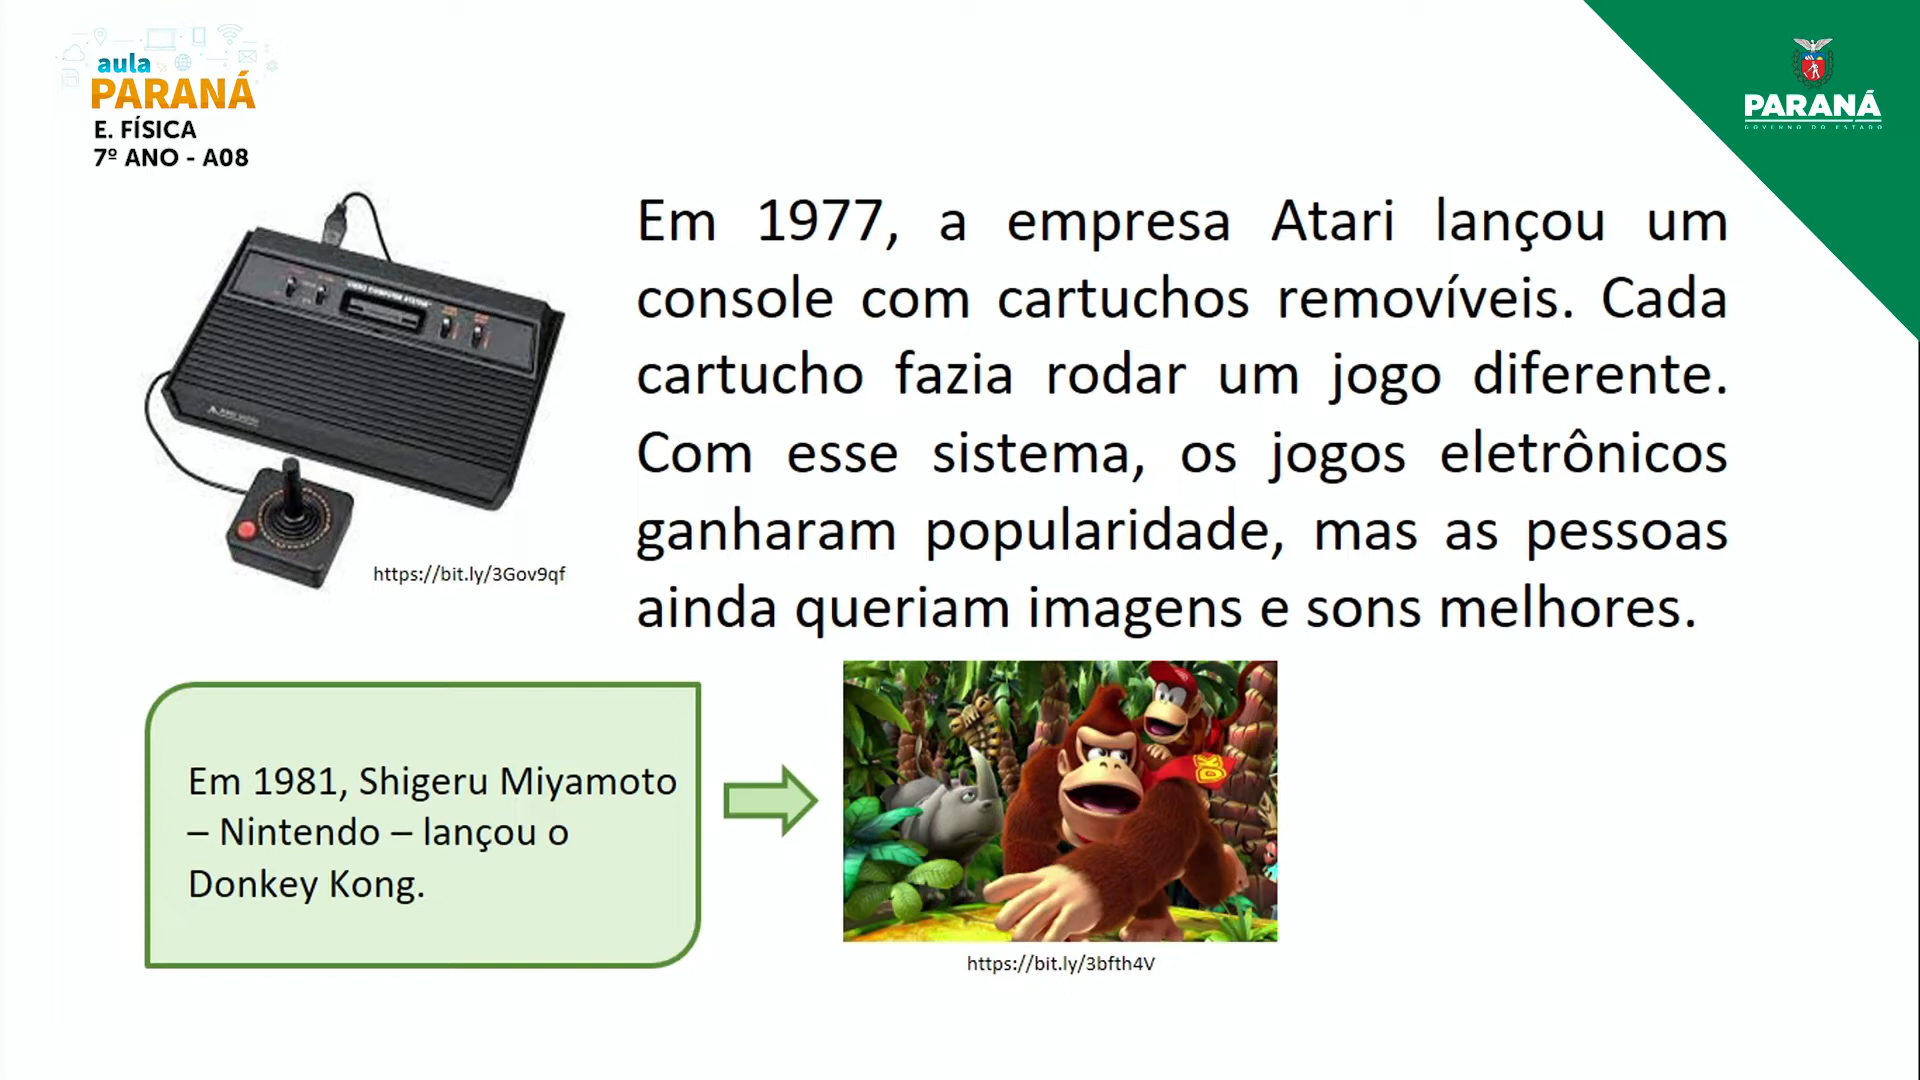 aula
PARANÁ
E. FÍSICA
7º ANO - A08
PARANÁ
GOVERNO DO ESTADO
Em 1977, a empresa Atari lançou um
console com cartuchos removíveis. Cada
cartucho fazia rodar um jogo diferente.
Com esse sistema, os jogos eletrônicos
ganharam popularidade, mas as pessoas
ainda queriam imagens e sons melhores.
https://bit.ly/3Gov9qf
Em 1981, Shigeru Miyamoto
– Nintendo – lançou o
Donkey Kong.
DK
https://bit.ly/3bfth4V